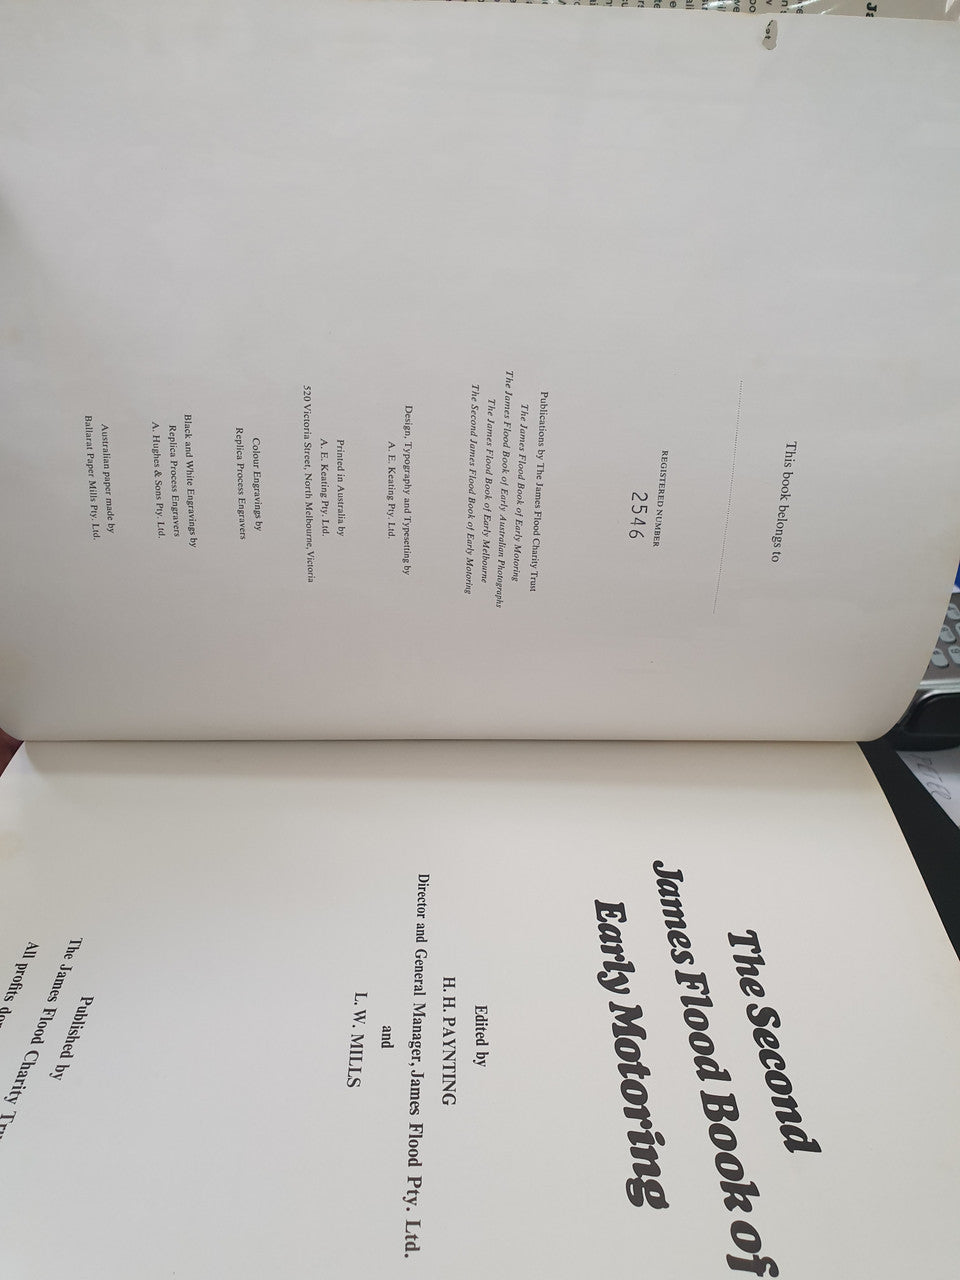 This book belongs to
REGISTERED NUMBER
2546
Publications by The James Flood Charity Trust
The James Flood Book of Early Motoring
The James Flood Book of Early Australian Photographs
The James Flood Book of Early Melbourne
The Second James Flood Book of Early Motoring
Design, Typography and Typesetting by
A. E. Keating Pty. Ltd.
Printed in Australia by
A. E. Keating Pty. Ltd.
520 Victoria Street, North Melbourne, Victoria
Colour Engravings by
Replica Process Engravers
Black and White Engravings by
Replica Process Engravers
A. Hughes & Sons Pty. Ltd.
Australian paper made by
Ballarat Paper Mills Pty. Ltd.
The Second
James Flood Book of
Early Motoring
Edited by
H. H. PAYNTING
Director and General Manager, James Flood Pty. Ltd.
and
L. W. MILLS
Published by
The James Flood Charity
All profits